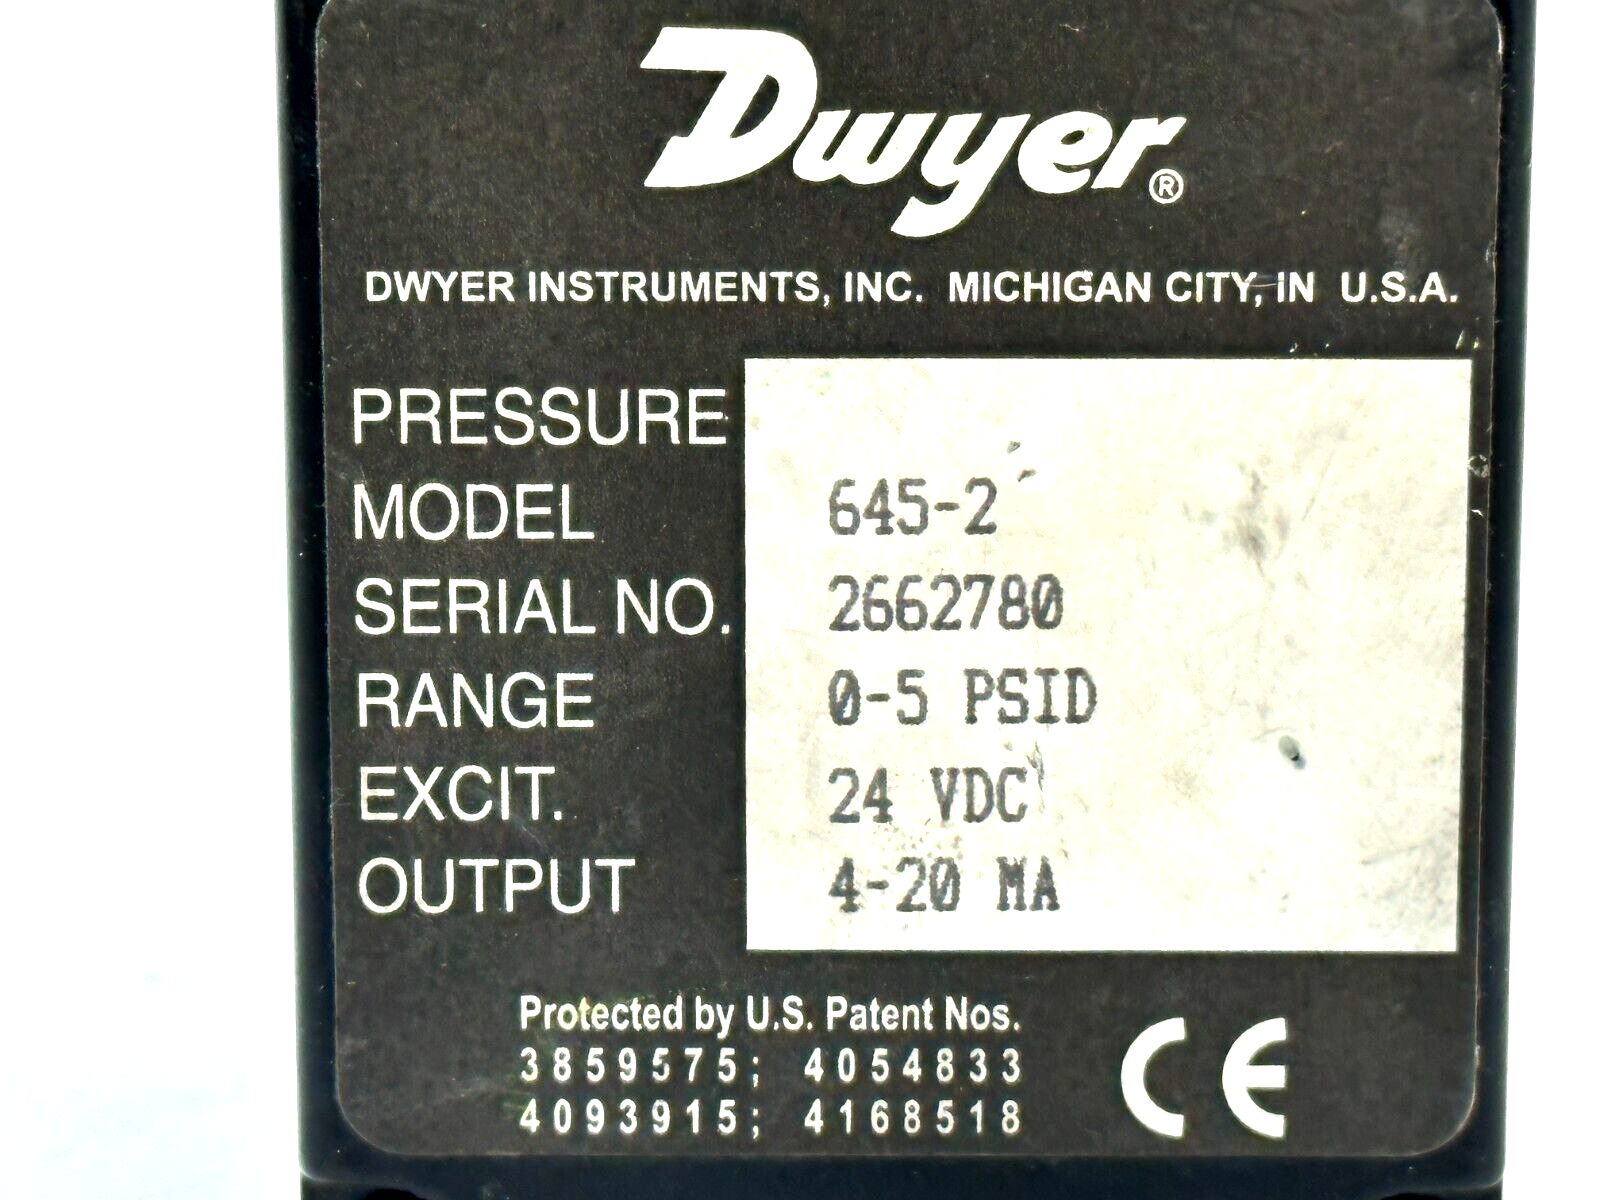 Dwyer®
DWYER INSTRUMENTS, INC. MICHIGAN CITY, IN U.S.A.
PRESSURE
MODEL 645-2
SERIAL NO. 2662780
RANGE 0-5 PSID
EXCIT. 24 VDC
OUTPUT 4-20 MA
Protected by U.S. Patent Nos.
3859575; 4054833
4093915; 4168518
CE